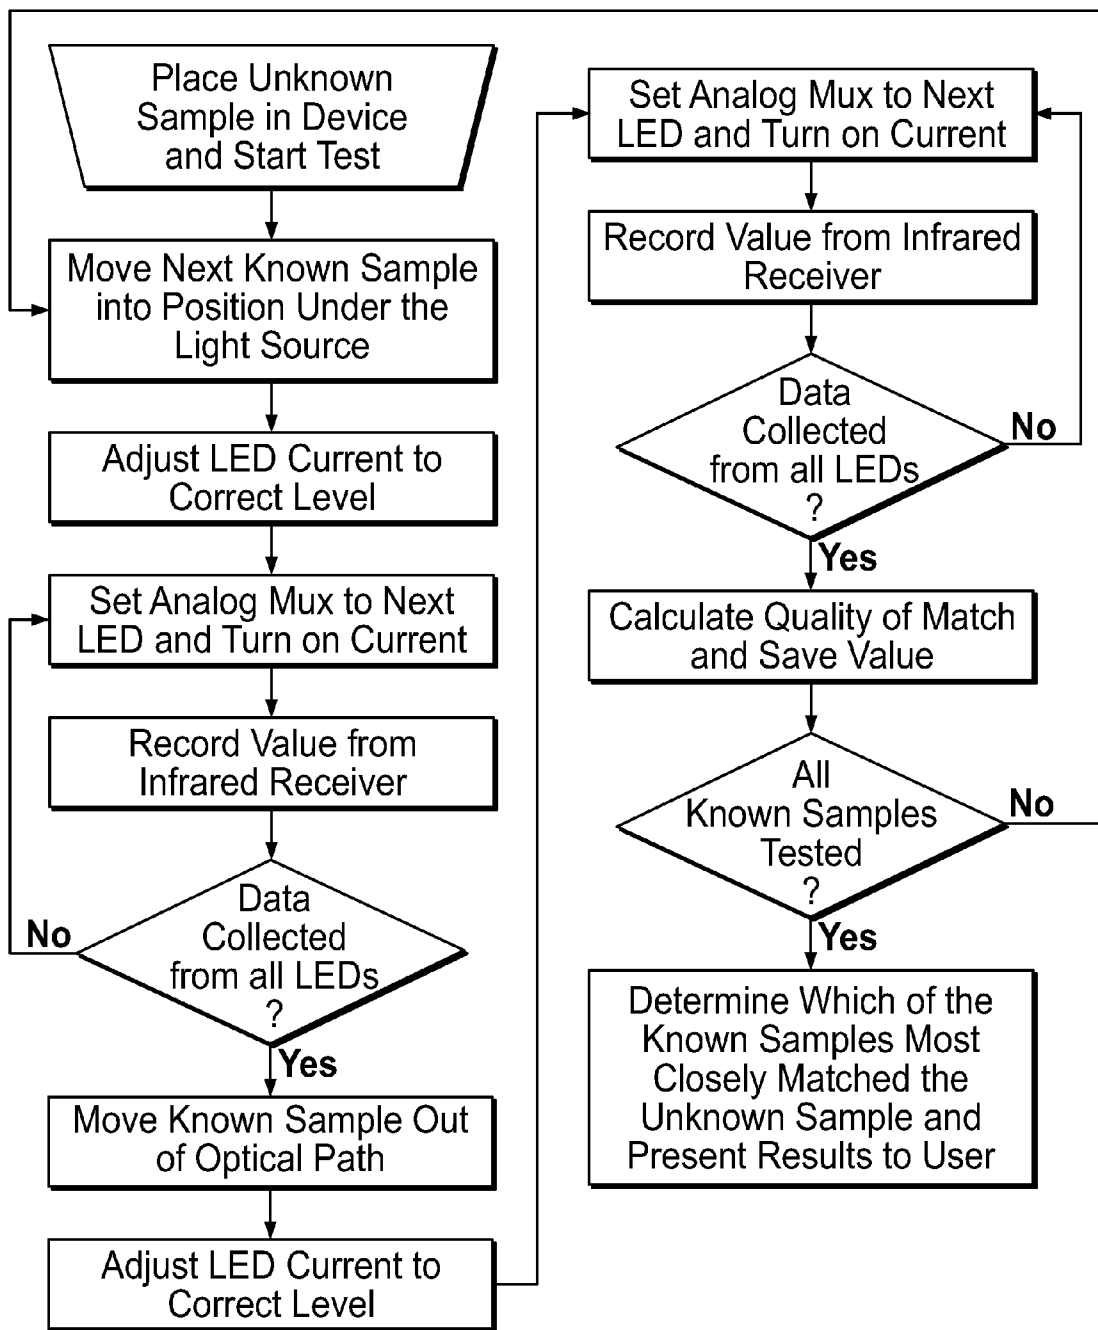 Place Unknown
Sample in Device
and Start Test
Move Next Known Sample
into Position Under the
Light Source
Adjust LED Current to
Correct Level
Set Analog Mux to Next
LED and Turn on Current
Record Value from
Infrared Receiver
Data
Collected
from all LEDs
?
No
Yes
Move Known Sample Out
of Optical Path
Adjust LED Current to
Correct Level
Set Analog Mux to Next
LED and Turn on Current
Record Value from Infrared
Receiver
Data
Collected
from all LEDs
?
No
Yes
Calculate Quality of Match
and Save Value
All
Known Samples
Tested
?
No
Yes
Determine Which of the
Known Samples Most
Closely Matched the
Unknown Sample and
Present Results to User